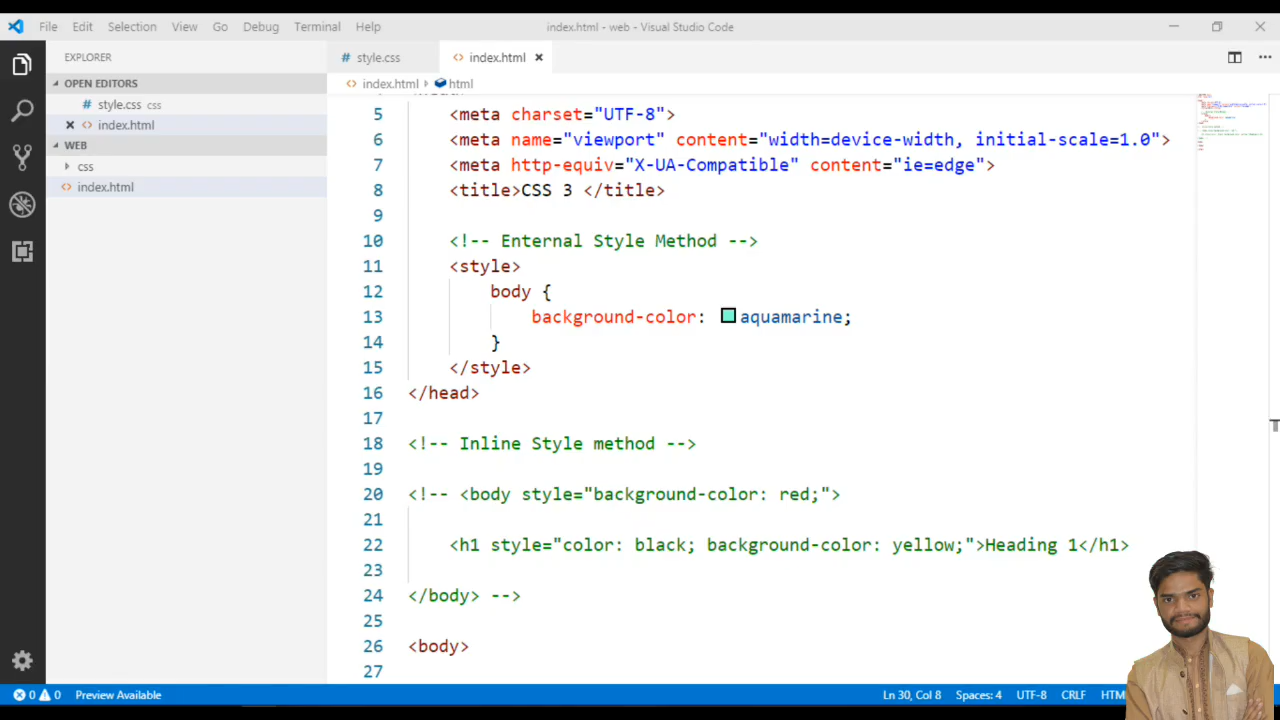 File Edit Selection View Go Debug Terminal Help index.html - web - Visual Studio Code
EXPLORER
OPEN EDITORS
style.css css
index.html
WEB
css
index.html
# style.css index.html
index.html html
5 <meta charset="UTF-8">
6 <meta name="viewport" content="width=device-width, initial-scale=1.0">
7 <meta http-equiv="X-UA-Compatible" content="ie=edge">
8 <title>CSS 3 </title>
9
10 <!-- Enternal Style Method -->
11 <style>
12 body {
13 background-color: aquamarine;
14 }
15 </style>
16 </head>
17
18 <!-- Inline Style method -->
19
20 <!-- <body style="background-color: red;">
21
22 <h1 style="color: black; background-color: yellow;">Heading 1</h1>
23
24 </body> -->
25
26 <body>
27
0 0 Preview Available Ln 30, Col 8 Spaces: 4 UTF-8 CRLF